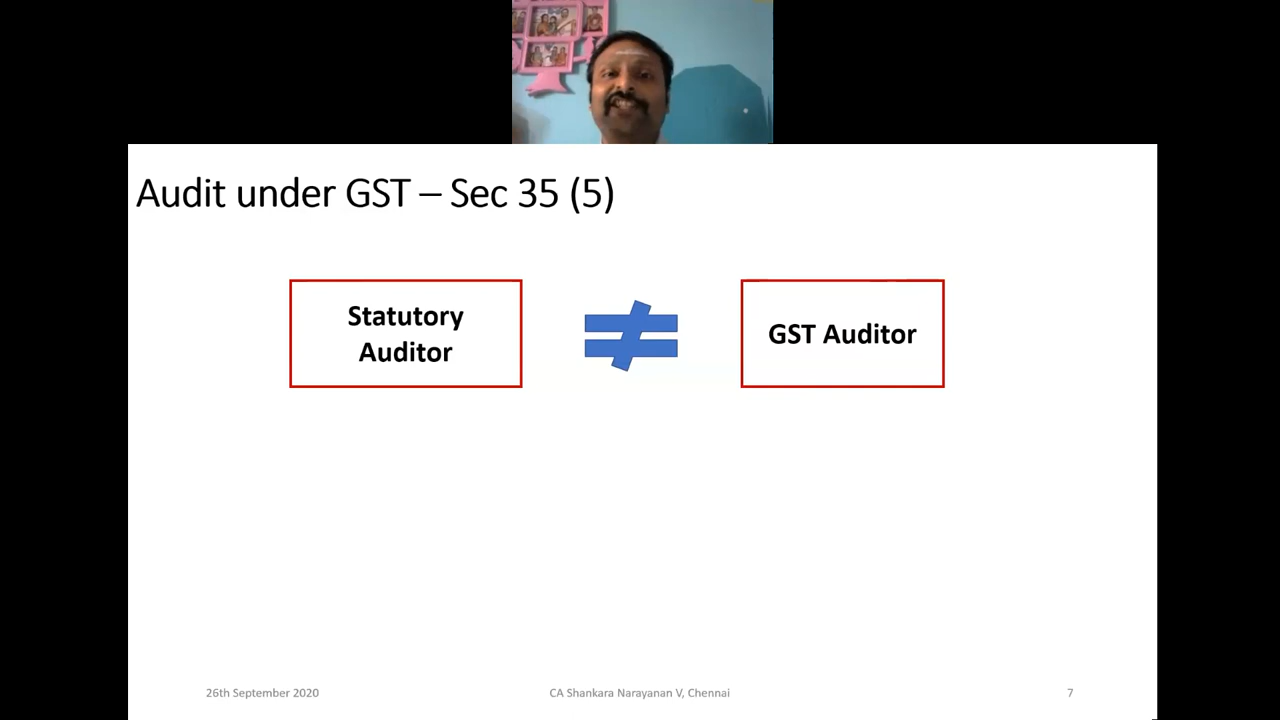 Audit under GST – Sec 35 (5)
Statutory
Auditor
GST Auditor
26th September 2020
CA Shankara Narayanan V, Chennai
7